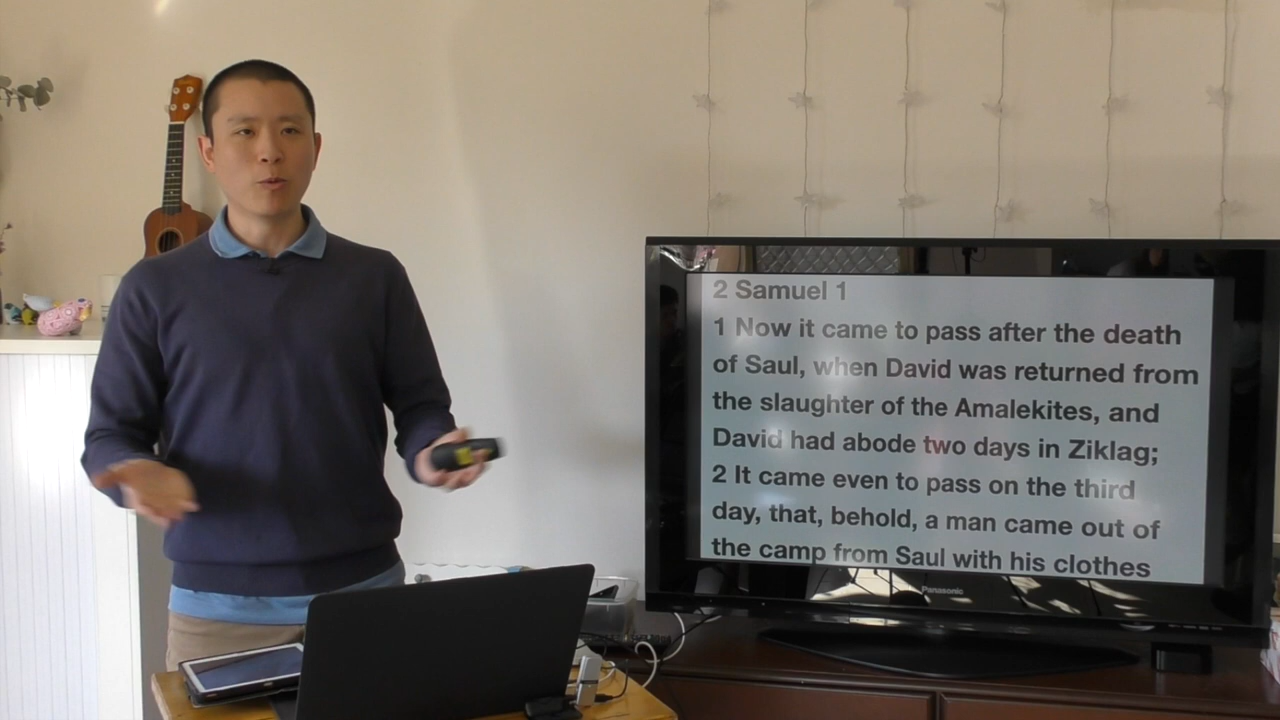 2 Samuel 1
1 Now it came to pass after the death
of Saul, when David was returned from
the slaughter of the Amalekites, and
David had abode two days in Ziklag;
2 It came even to pass on the third
day, that, behold, a man came out of
the camp from Saul with his clothes
Panasonic